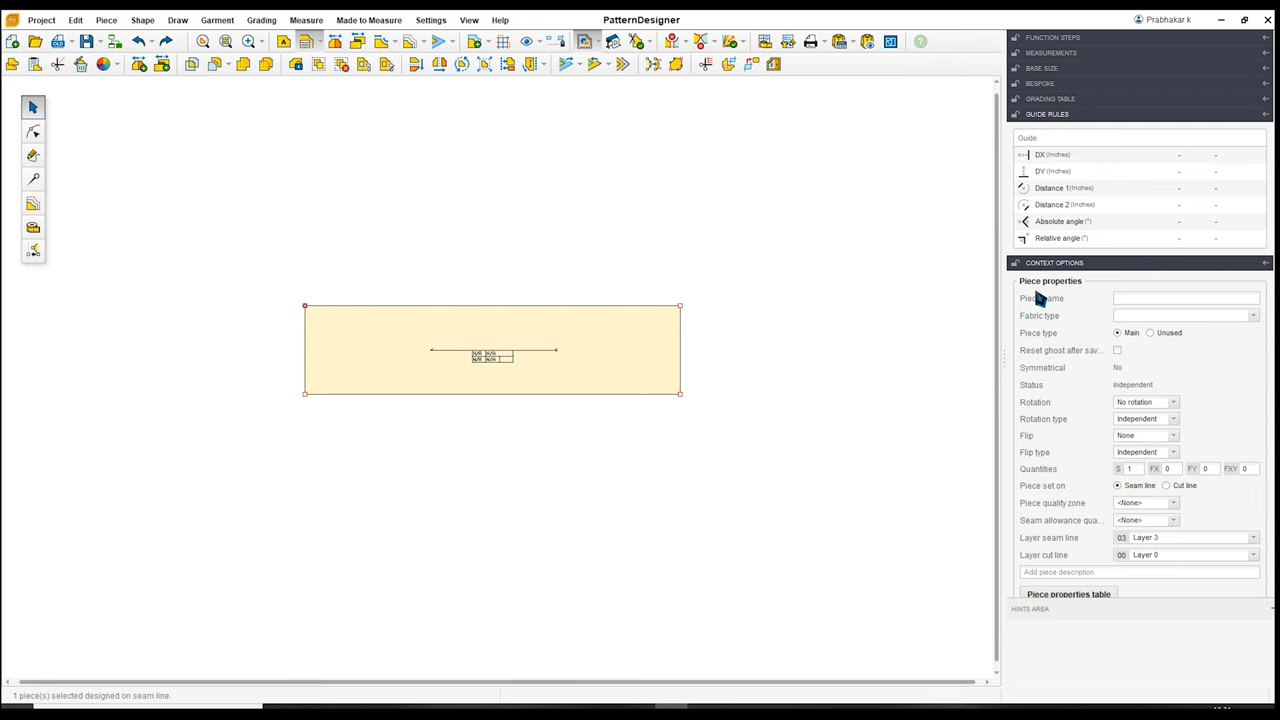 Project Edit Piece Shape Draw Garment Grading Measure Made to Measure Settings View Help PatternDesigner Prabhakar k
FUNCTION STEPS
MEASUREMENTS
BASE SIZE
BESPOKE
GRADING TABLE
GUIDE RULES
Guide
DX (Inches) - -
DY (Inches) - -
Distance 1(Inches) - -
Distance 2 (Inches) - -
Absolute angle (°) - -
Relative angle (°) - -
CONTEXT OPTIONS
Piece properties
Fabric type
Piece type Main Unused
Reset ghost after sav...
Symmetrical No
Status Independent
Rotation No rotation
Rotation type Independent
Flip None
Flip type Independent
Quantities S 1 FX 0 FY 0 FXY 0
Piece set on Seam line Cut line
Piece quality zone <None>
Seam allowance qua... <None>
Layer seam line 03 Layer 3
Layer cut line 00 Layer 0
Add piece description
Piece properties table
HINTS AREA
1 piece(s) selected designed on seam line.